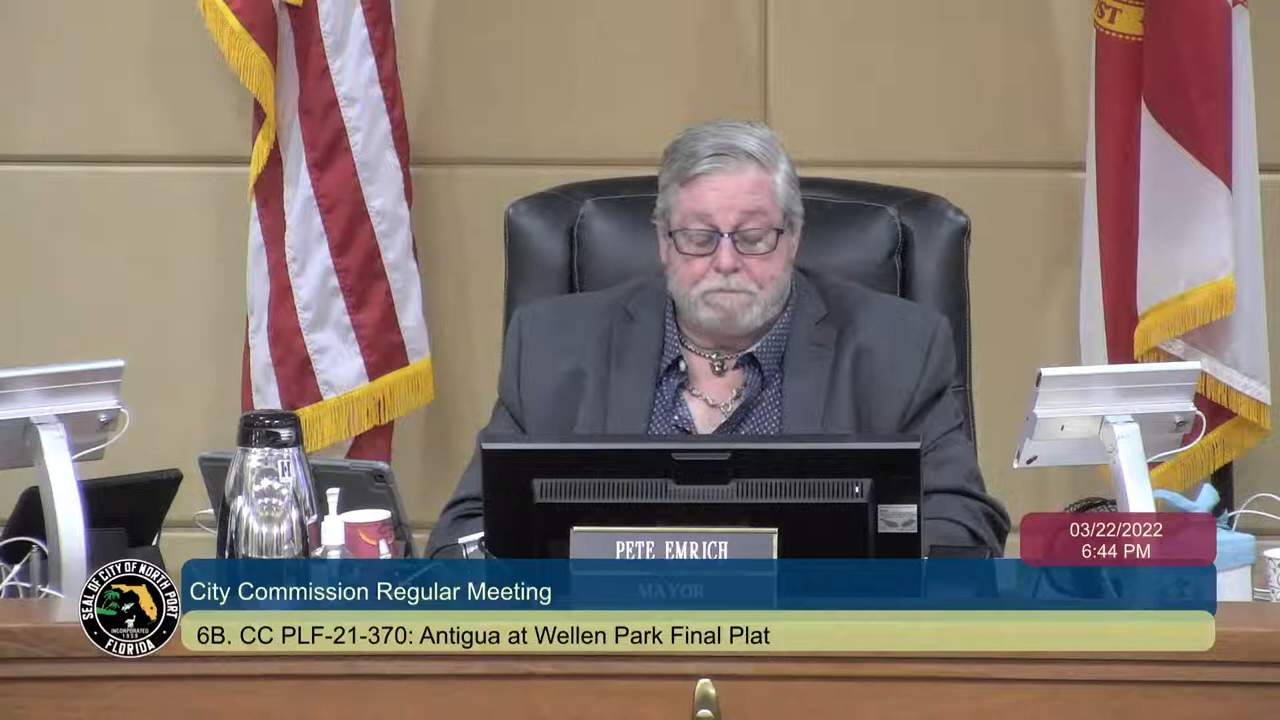 ST
PETE EMRICH
MAYOR
03/22/2022
6:44 PM
SEAL OF CITY OF NORTH PORT
INCORPORATED
FLORIDA
City Commission Regular Meeting
6B. CC PLF-21-370: Antigua at Wellen Park Final Plat